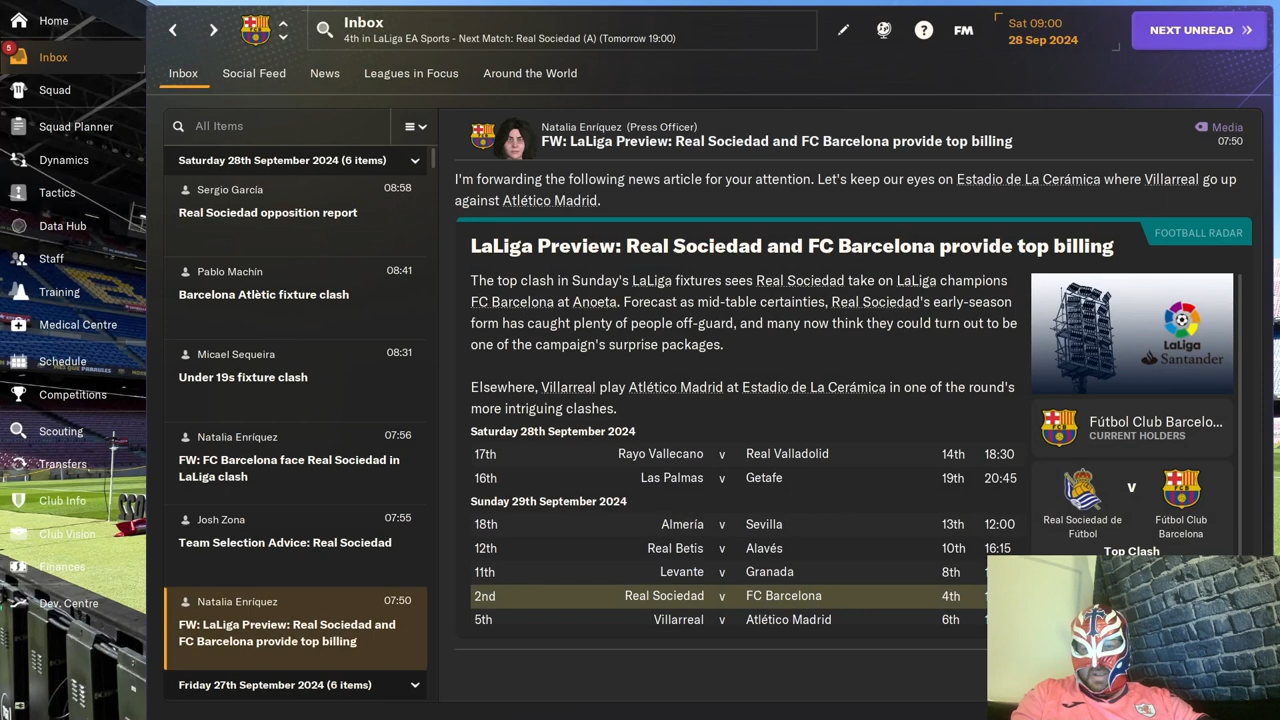 Home
5
Inbox
Squad
Squad Planner
Dynamics
Tactics
Data Hub
Staff
Training
Medical Centre
Schedule
Competitions
Scouting
Transfers
Club Info
Club Vision
Finances
Dev. Centre
Inbox
4th in LaLiga EA Sports - Next Match: Real Sociedad (A) (Tomorrow 19:00)
?
FM
Sat 09:00
28 Sep 2024
NEXT UNREAD
Inbox Social Feed News Leagues in Focus Around the World
All Items
Saturday 28th September 2024 (6 items)
Sergio García 08:58
Real Sociedad opposition report
Pablo Machín 08:41
Barcelona Atlètic fixture clash
Micael Sequeira 08:31
Under 19s fixture clash
Natalia Enríquez 07:56
FW: FC Barcelona face Real Sociedad in
LaLiga clash
Josh Zona 07:55
Team Selection Advice: Real Sociedad
Natalia Enríquez 07:50
FW: LaLiga Preview: Real Sociedad and
FC Barcelona provide top billing
Friday 27th September 2024 (6 items)
Natalia Enríquez (Press Officer)
FW: LaLiga Preview: Real Sociedad and FC Barcelona provide top billing
Media
07:50
I'm forwarding the following news article for your attention. Let's keep our eyes on Estadio de La Cerámica where Villarreal go up
against Atlético Madrid.
FOOTBALL RADAR
LaLiga Preview: Real Sociedad and FC Barcelona provide top billing
The top clash in Sunday's LaLiga fixtures sees Real Sociedad take on LaLiga champions
FC Barcelona at Anoeta. Forecast as mid-table certainties, Real Sociedad's early-season
form has caught plenty of people off-guard, and many now think they could turn out to be
one of the campaign's surprise packages.
Elsewhere, Villarreal play Atlético Madrid at Estadio de La Cerámica in one of the round's
more intriguing clashes.
Saturday 28th September 2024
17th Rayo Vallecano v Real Valladolid 14th 18:30
16th Las Palmas v Getafe 19th 20:45
Sunday 29th September 2024
18th Almería v Sevilla 13th 12:00
12th Real Betis v Alavés 10th 16:15
11th Levante v Granada 8th
2nd Real Sociedad v FC Barcelona 4th
5th Villarreal v Atlético Madrid 6th
LaLiga
Santander
Fútbol Club Barcelo...
CURRENT HOLDERS
V
Real Sociedad de
Fútbol
Fútbol Club
Barcelona
Top Clash